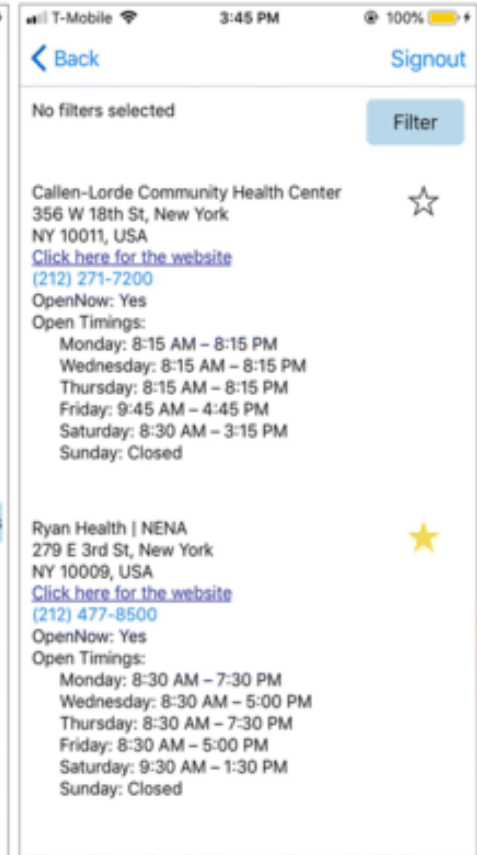 T-Mobile 3:45 PM 100%
Back Signout
No filters selected Filter
Callen-Lorde Community Health Center
356 W 18th St, New York
NY 10011, USA
Click here for the website
(212) 271-7200
OpenNow: Yes
Open Timings:
Monday: 8:15 AM – 8:15 PM
Wednesday: 8:15 AM – 8:15 PM
Thursday: 8:15 AM – 8:15 PM
Friday: 9:45 AM – 4:45 PM
Saturday: 8:30 AM – 3:15 PM
Sunday: Closed
Ryan Health | NENA
279 E 3rd St, New York
NY 10009, USA
Click here for the website
(212) 477-8500
OpenNow: Yes
Open Timings:
Monday: 8:30 AM – 7:30 PM
Wednesday: 8:30 AM – 5:00 PM
Thursday: 8:30 AM – 7:30 PM
Friday: 8:30 AM – 5:00 PM
Saturday: 9:30 AM – 1:30 PM
Sunday: Closed